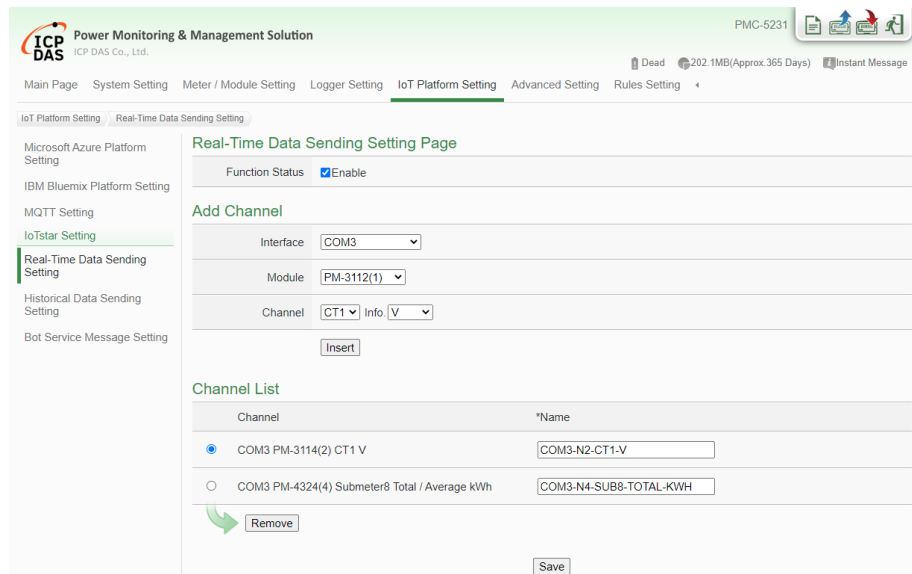 PMC-5231
ICP DAS
Power Monitoring & Management Solution
ICP DAS Co., Ltd.
Dead 202.1MB(Approx.365 Days) Instant Message
Main Page System Setting Meter / Module Setting Logger Setting IoT Platform Setting Advanced Setting Rules Setting
IoT Platform Setting Real-Time Data Sending Setting
Microsoft Azure Platform
Setting
IBM Bluemix Platform Setting
MQTT Setting
IoTstar Setting
Real-Time Data Sending
Setting
Historical Data Sending
Setting
Bot Service Message Setting
Real-Time Data Sending Setting Page
Function Status Enable
Add Channel
Interface COM3
Module PM-3112(1)
Channel CT1 Info. V
Insert
Channel List
Channel *Name
COM3 PM-3114(2) CT1 V COM3-N2-CT1-V
COM3 PM-4324(4) Submeter8 Total / Average kWh COM3-N4-SUB8-TOTAL-KWH
Remove
Save